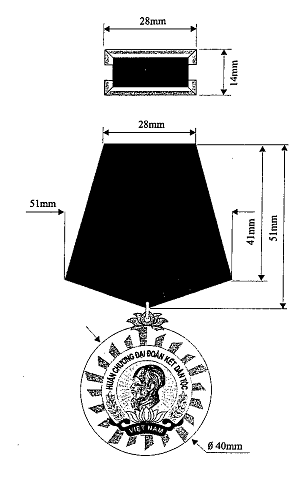 28mm
14mm
28mm
51mm
41mm
51mm
HUÂN CHƯƠNG ĐẠI ĐOÀN KẾT DÂN TỘC
VIỆT NAM
Ø 40mm